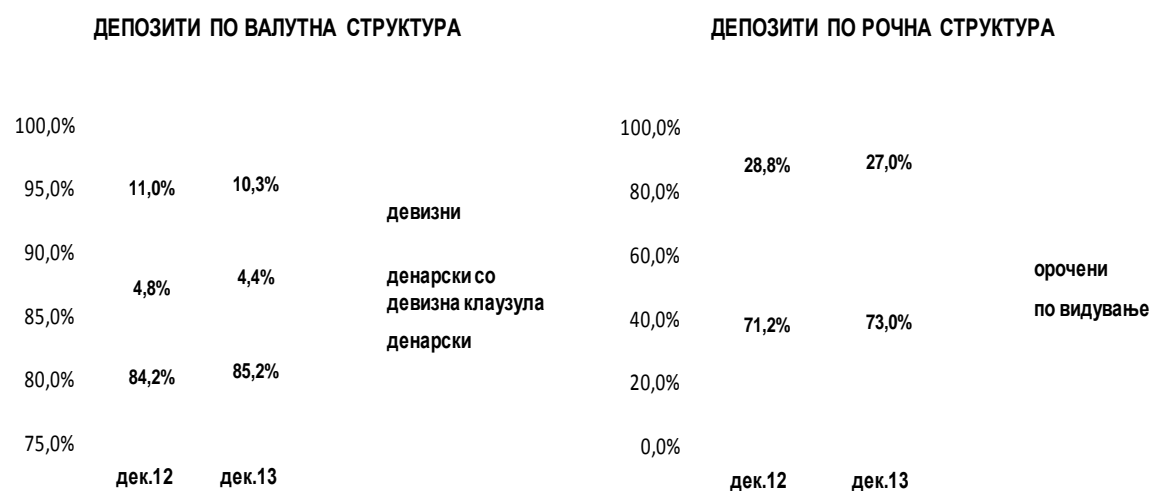 ДЕПОЗИТИ ПО ВАЛУТНА СТРУКТУРА
100,0%
95,0%
90,0%
85,0%
80,0%
75,0%
11,0%
10,3%
4,8%
4,4%
84,2%
85,2%
дек.12
дек.13
девизни
денарски со
девизна клаузула
денарски
ДЕПОЗИТИ ПО РОЧНА СТРУКТУРА
100,0%
80,0%
60,0%
40,0%
20,0%
0,0%
28,8%
27,0%
71,2%
73,0%
дек.12
дек.13
орочени
по видување